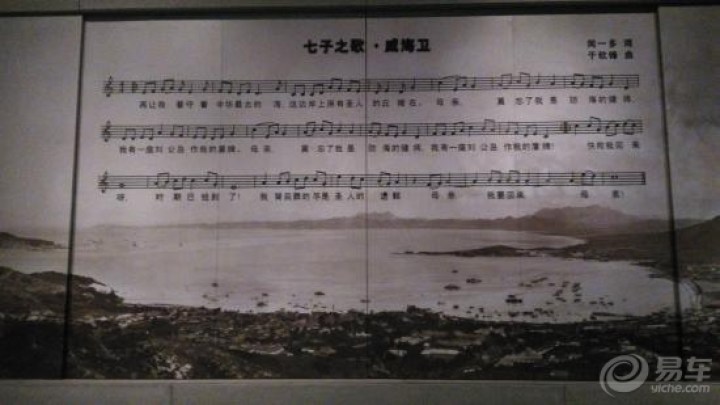 七子之歌·威海卫
闻一多 词
于钦锋 曲
再让我 看守着 中华最古的 海,这边岸上原有圣人 的丘陵在。母亲, 莫 忘了我是 防 海的健将,
我有一座刘 公岛 作我的盾牌。母亲, 莫 忘了我 是 防 海的健将,我有一座刘 公岛 作我的盾牌! 快救我回来
呀, 时 期已 经到 了! 我 背后葬的尽是 圣人的 遗骸 母亲 我要回来, 母亲!
易车
yiche.com